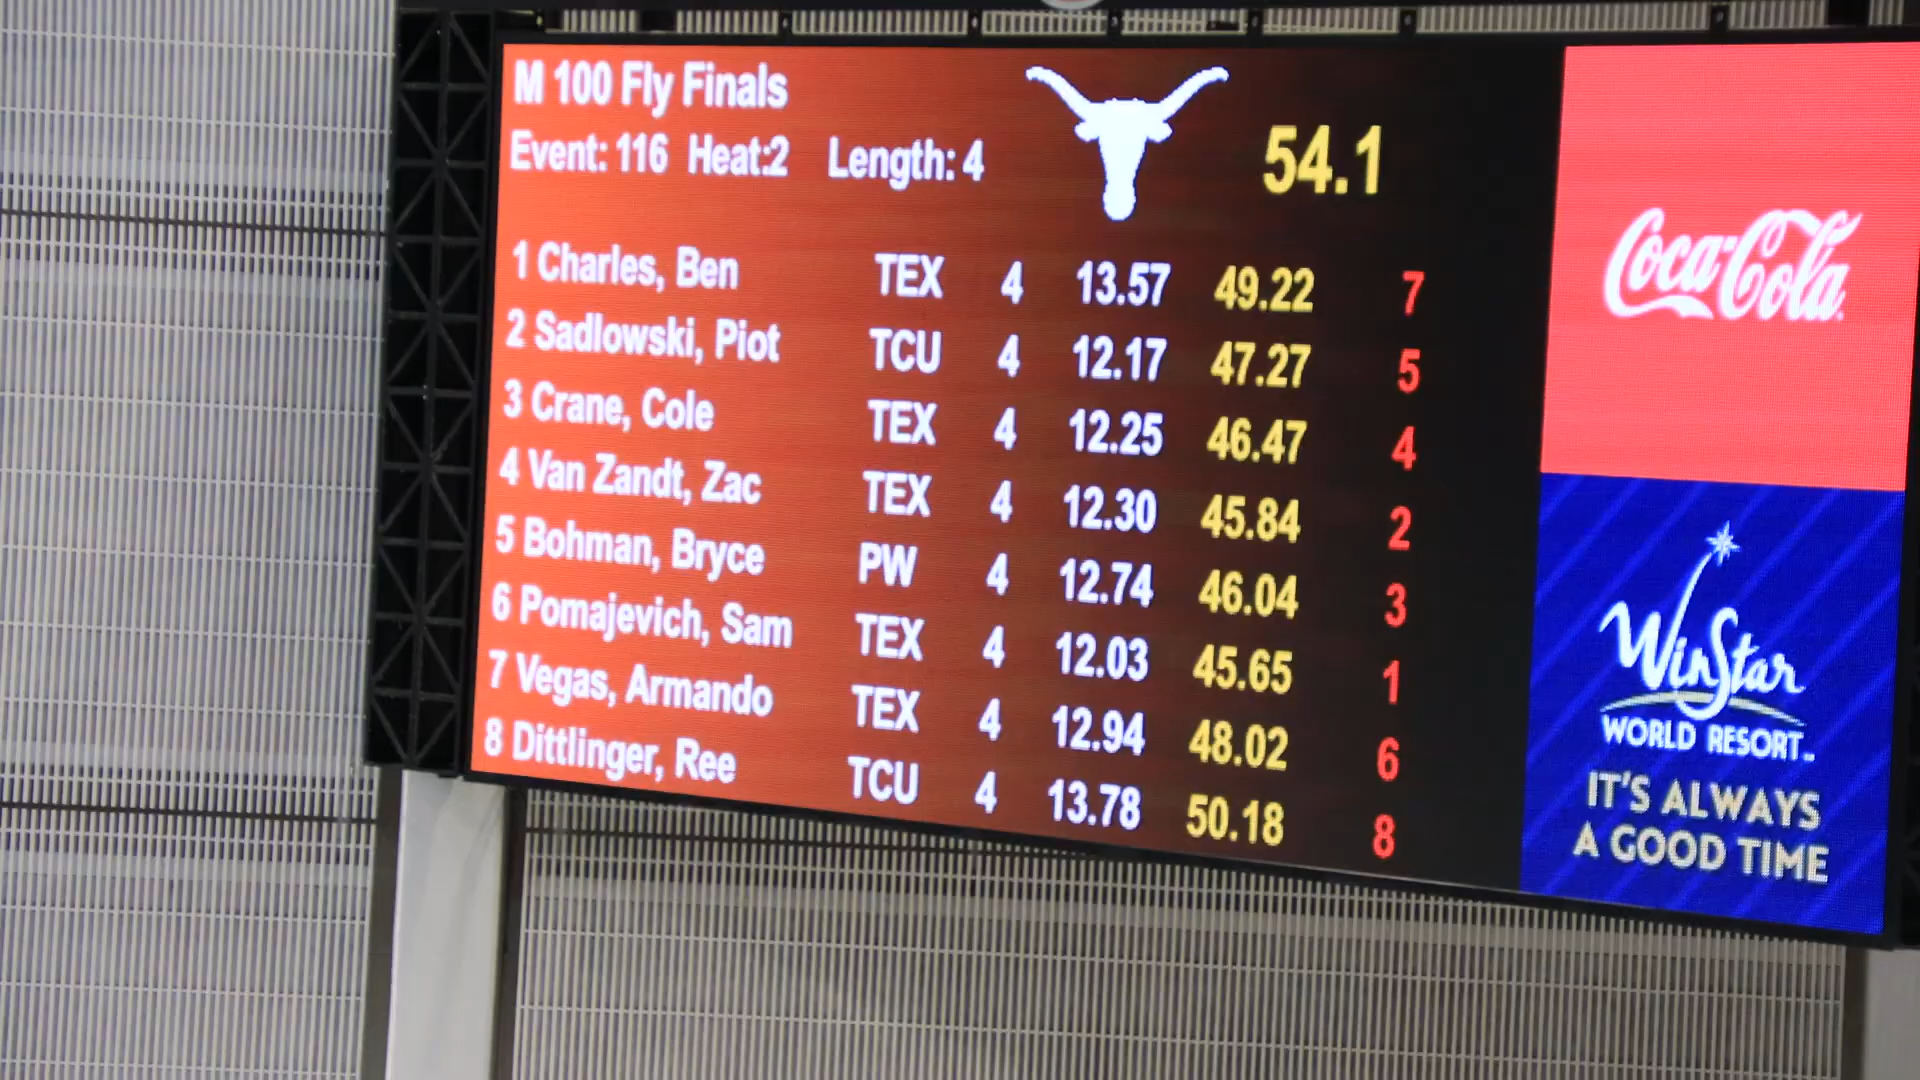 M 100 Fly Finals
Event: 116 Heat:2 Length: 4 54.1
1 Charles, Ben TEX 4 13.57 49.22 7
2 Sadlowski, Piot TCU 4 12.17 47.27 5
3 Crane, Cole TEX 4 12.25 46.47 4
4 Van Zandt, Zac TEX 4 12.30 45.84 2
5 Bohman, Bryce PW 4 12.74 46.04 3
6 Pomajevich, Sam TEX 4 12.03 45.65 1
7 Vegas, Armando TEX 4 12.94 48.02 6
8 Dittlinger, Ree TCU 4 13.78 50.18 8
Coca-Cola
WinStar
WORLD RESORT™
IT'S ALWAYS
A GOOD TIME